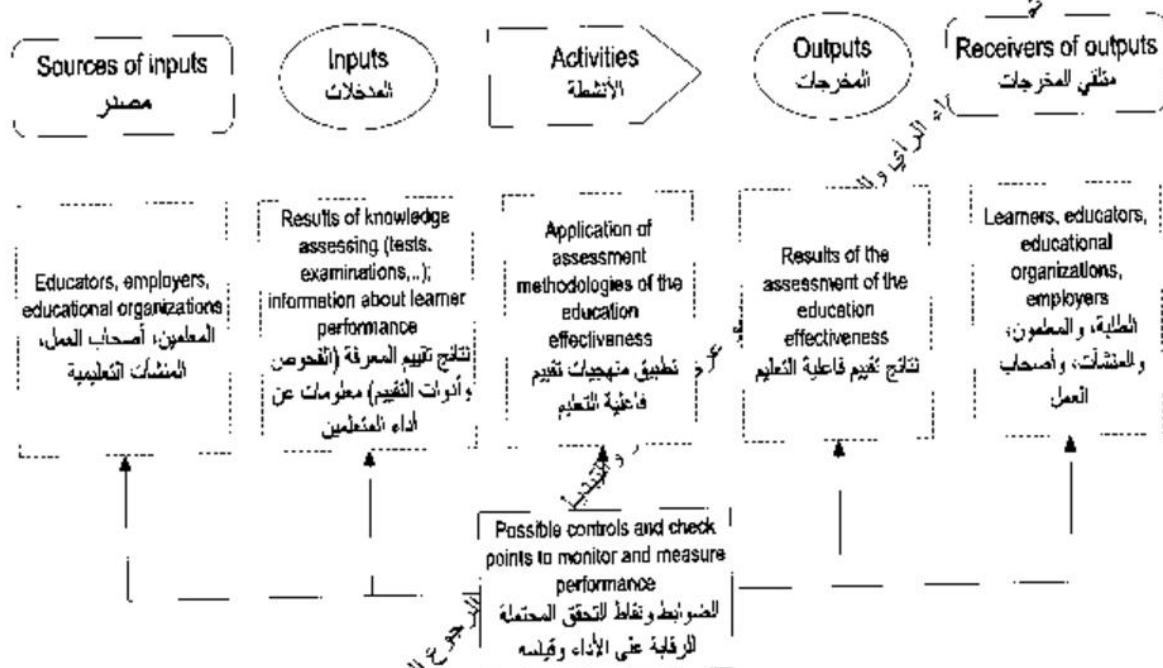 Sources of inputs
مصدر
Inputs
المدخلات
Activities
الأنشطة
Outputs
المخرجات
Receivers of outputs
متلقي المخرجات
Educators, employers,
educational organizations
المعلمين، أصحاب العمل،
المنشآت التعليمية
Results of knowledge
assessing (tests,
examinations,..);
information about learner
performance
نتائج تقييم المعرفة (الفحوص
وأدوات التقييم) معلومات عن
أداء المتعلمين
Application of
assessment
methodologies of the
education
effectiveness
تطبيق منهجيات تقييم
فاعلية التعليم
Results of the
assessment of the
education
effectiveness
نتائج تقييم فاعلية التعليم
Learners, educators,
educational
organizations,
employers
الطلبة، والمعلمون،
والمنشآت، وأصحاب
العمل
Possible controls and check
points to monitor and measure
performance
الضوابط ونقاط التحقق المحتملة
للرقابة على الأداء وقياسه
الرأي